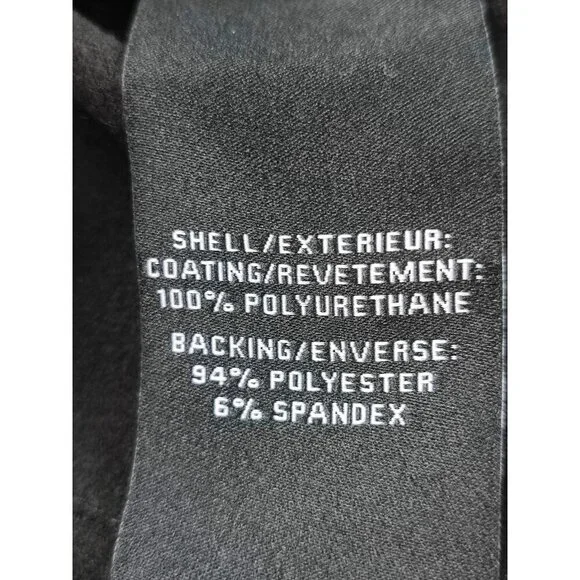 SHELL/EXTERIEUR:
COATING/REVETEMENT:
100% POLYURETHANE
BACKING/ENVERSE:
94% POLYESTER
6% SPANDEX